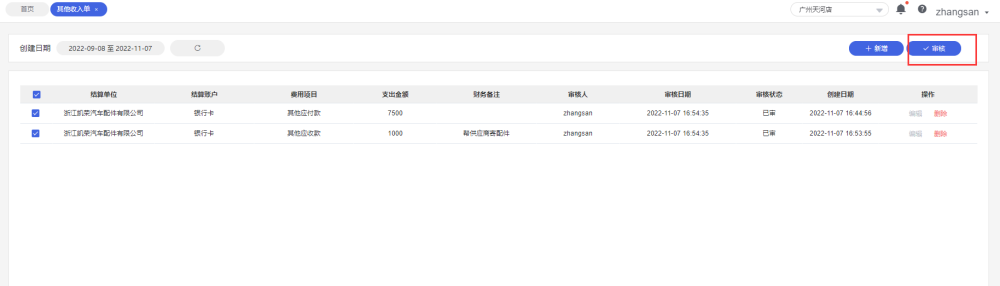 首页 其他收入单 × 广州天河店 zhangsan
创建日期 2022-09-08 至 2022-11-07 + 新增 ✓ 审核
结算单位 结算账户 费用项目 支出金额 财务备注 审核人 审核日期 审核状态 创建日期 操作
浙江凯荣汽车配件有限公司 银行卡 其他应付款 7500 zhangsan 2022-11-07 16:54:35 已审 2022-11-07 16:44:56 编辑 删除
浙江凯荣汽车配件有限公司 银行卡 其他应收款 1000 帮供应商寄配件 zhangsan 2022-11-07 16:54:35 已审 2022-11-07 16:53:55 编辑 删除